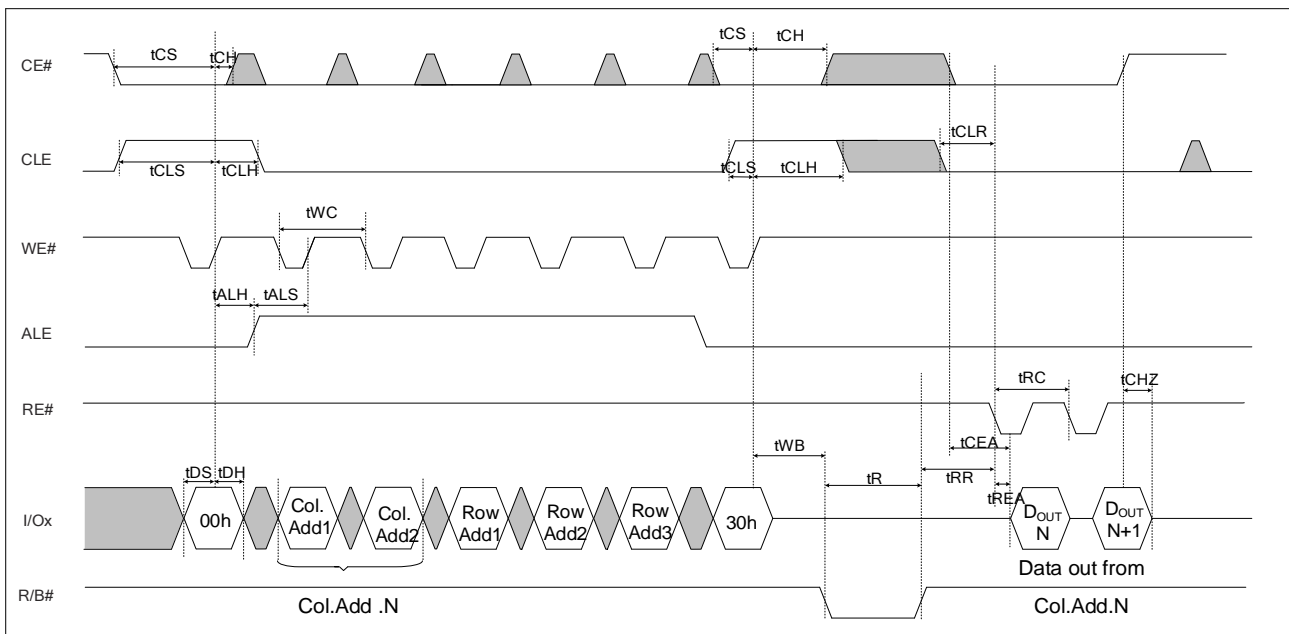 tCS tCH tCS tCH
CE#
tCLR
CLE
tCLS tCLH tCLS tCLH
tWC
WE#
tALH tALS
ALE
tRC tCHZ
RE#
tWB tCEA
tDS tDH tR tRR
tREA
I/Ox
00h
Col.
Add1
Col.
Add2
Row
Add1
Row
Add2
Row
Add3
30h
DOUT
N
DOUT
N+1
Data out from
R/B#
Col.Add .N Col.Add.N